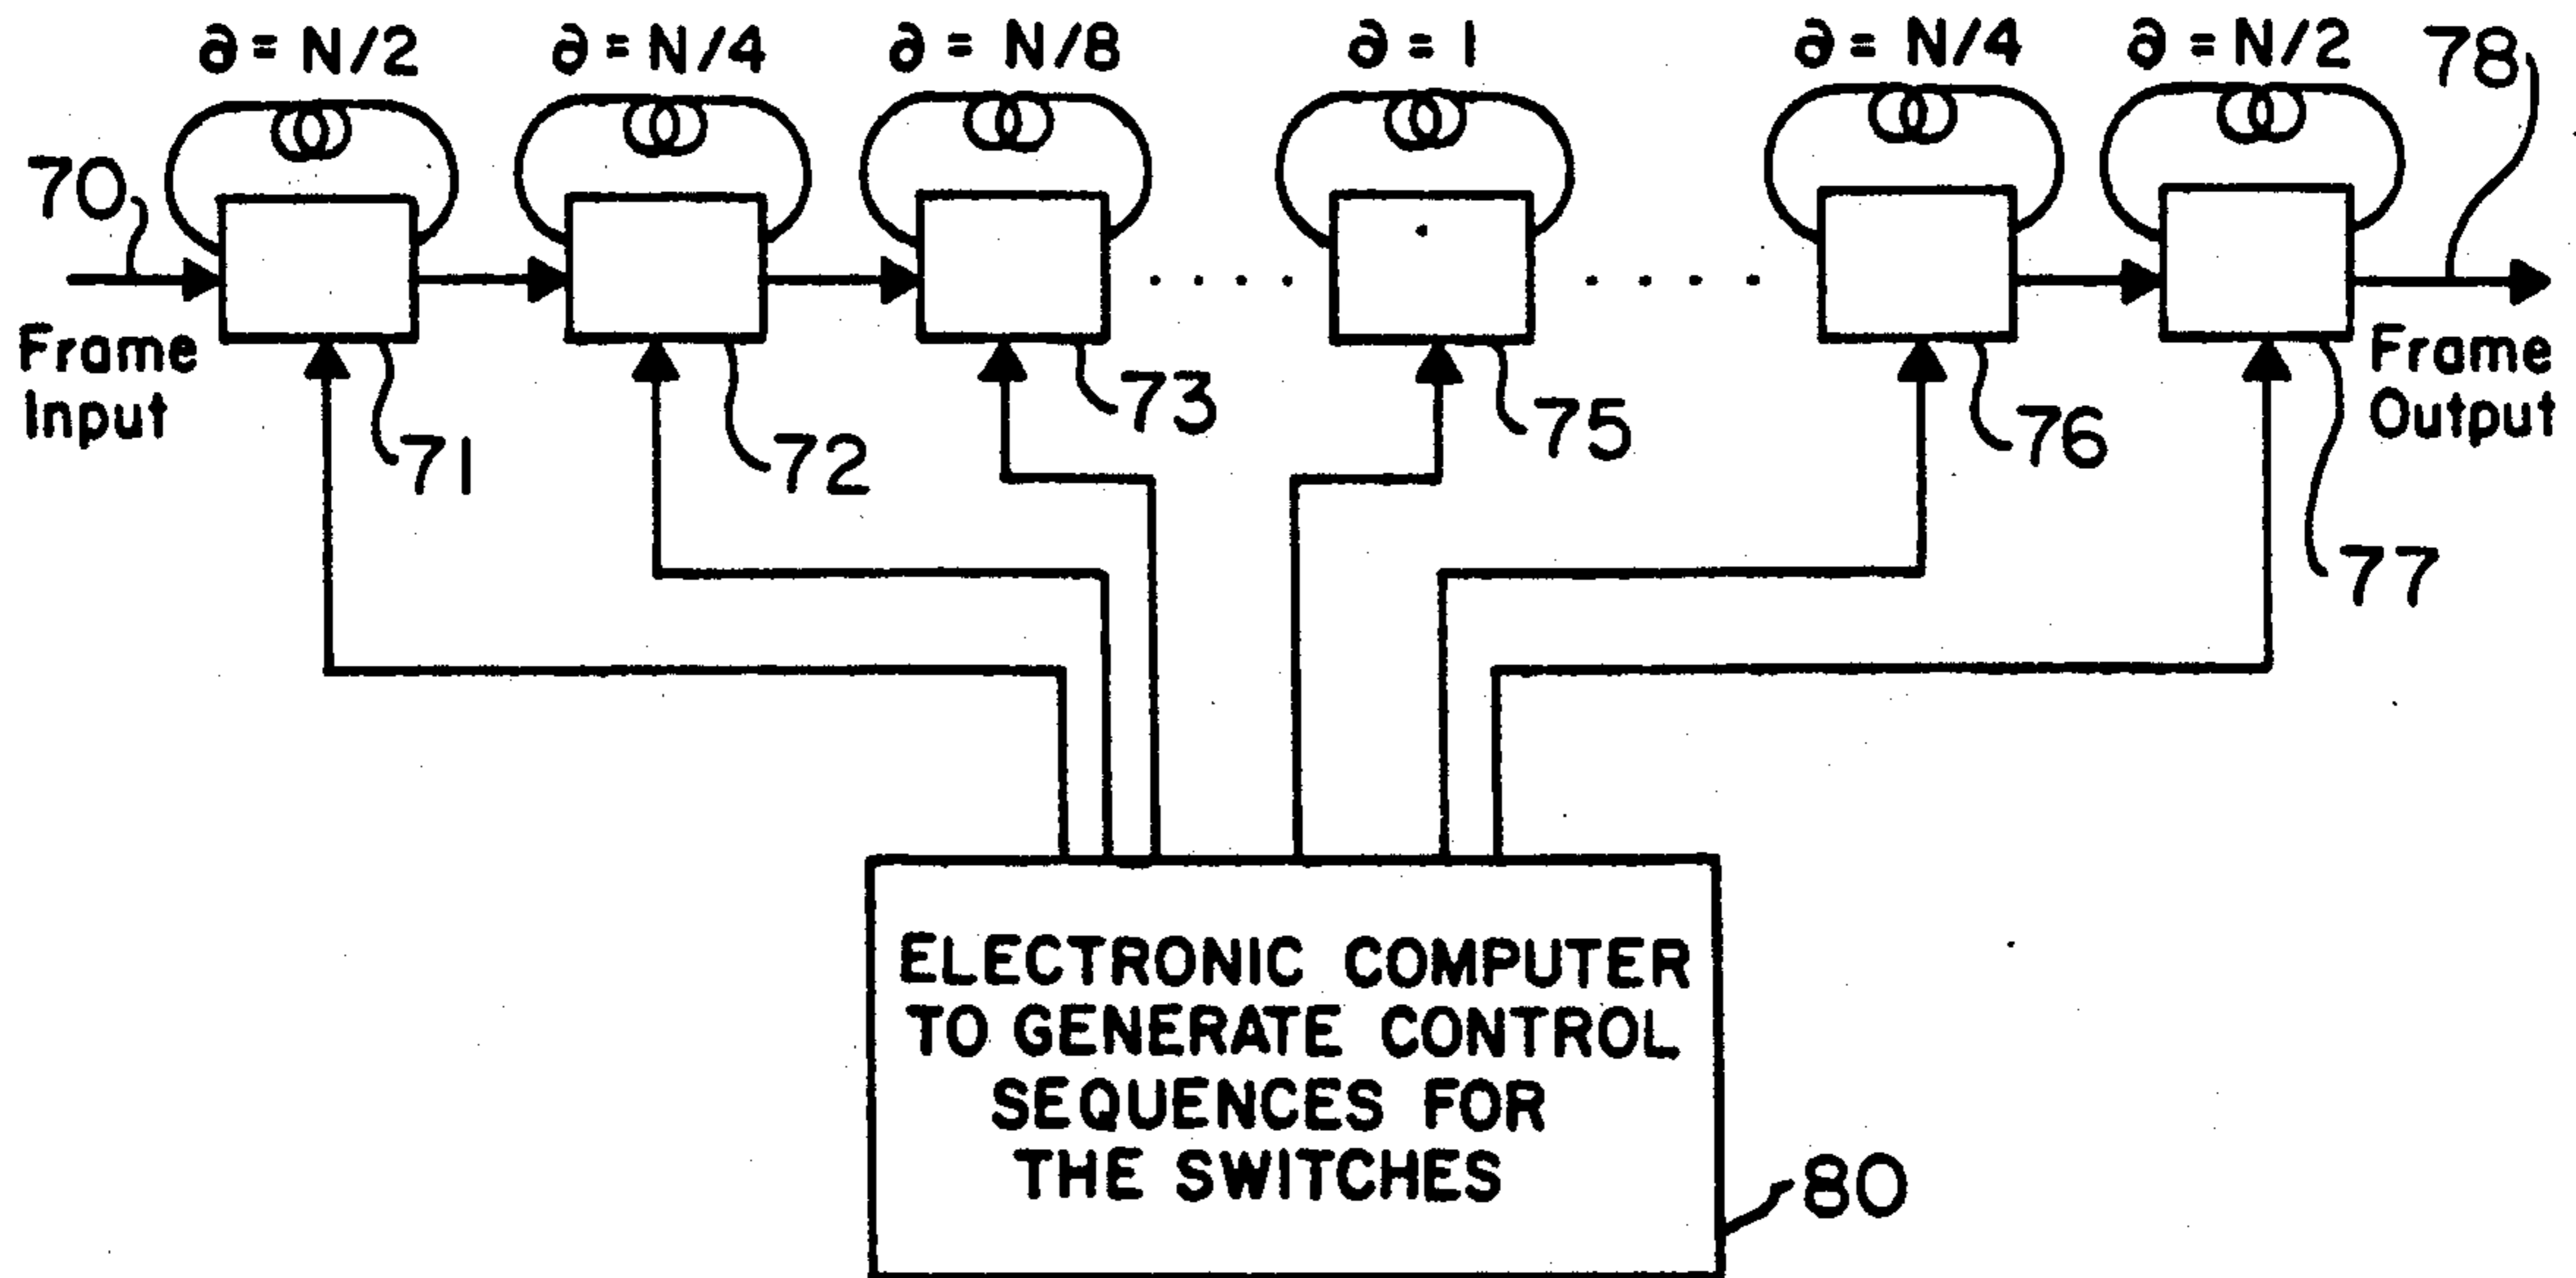 ∂ = N/2
∂ = N/4
∂ = N/8
∂ = 1
∂ = N/4
∂ = N/2
78
70
Frame
Input
71
72
73
75
76
77
Frame
Output
ELECTRONIC COMPUTER
TO GENERATE CONTROL
SEQUENCES FOR
THE SWITCHES
80